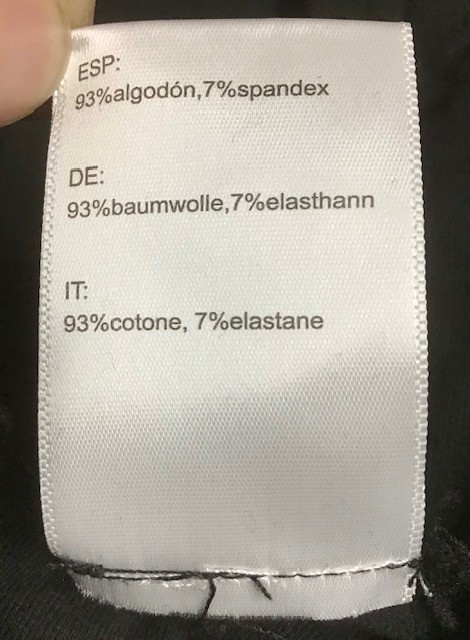 ESP:
93%algodón,7%spandex
DE:
93%baumwolle,7%elasthann
IT:
93%cotone, 7%elastane